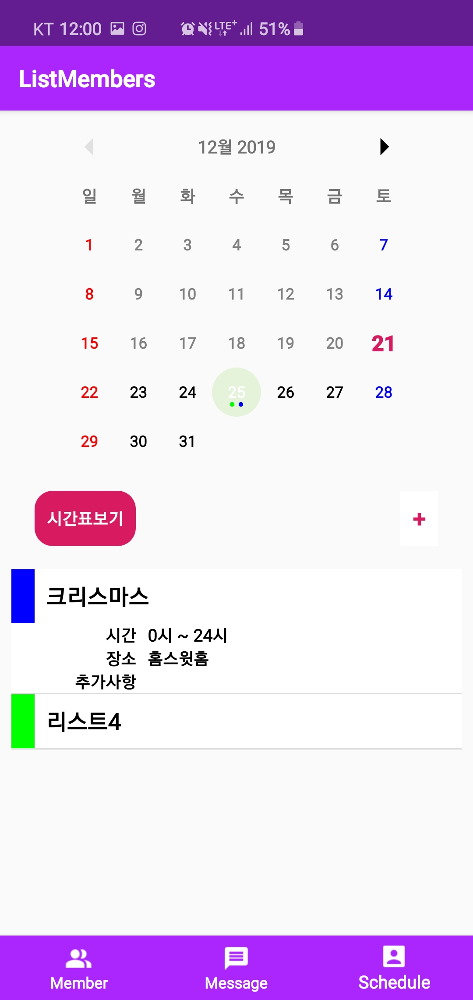 KT 12:00 LTE+ 51%
ListMembers
12월 2019
일 월 화 수 목 금 토
1 2 3 4 5 6 7
8 9 10 11 12 13 14
15 16 17 18 19 20 21
22 23 24 25 26 27 28
29 30 31
시간표보기 +
크리스마스
시간 0시 ~ 24시
장소 홈스윗홈
추가사항
리스트4
Member Message Schedule